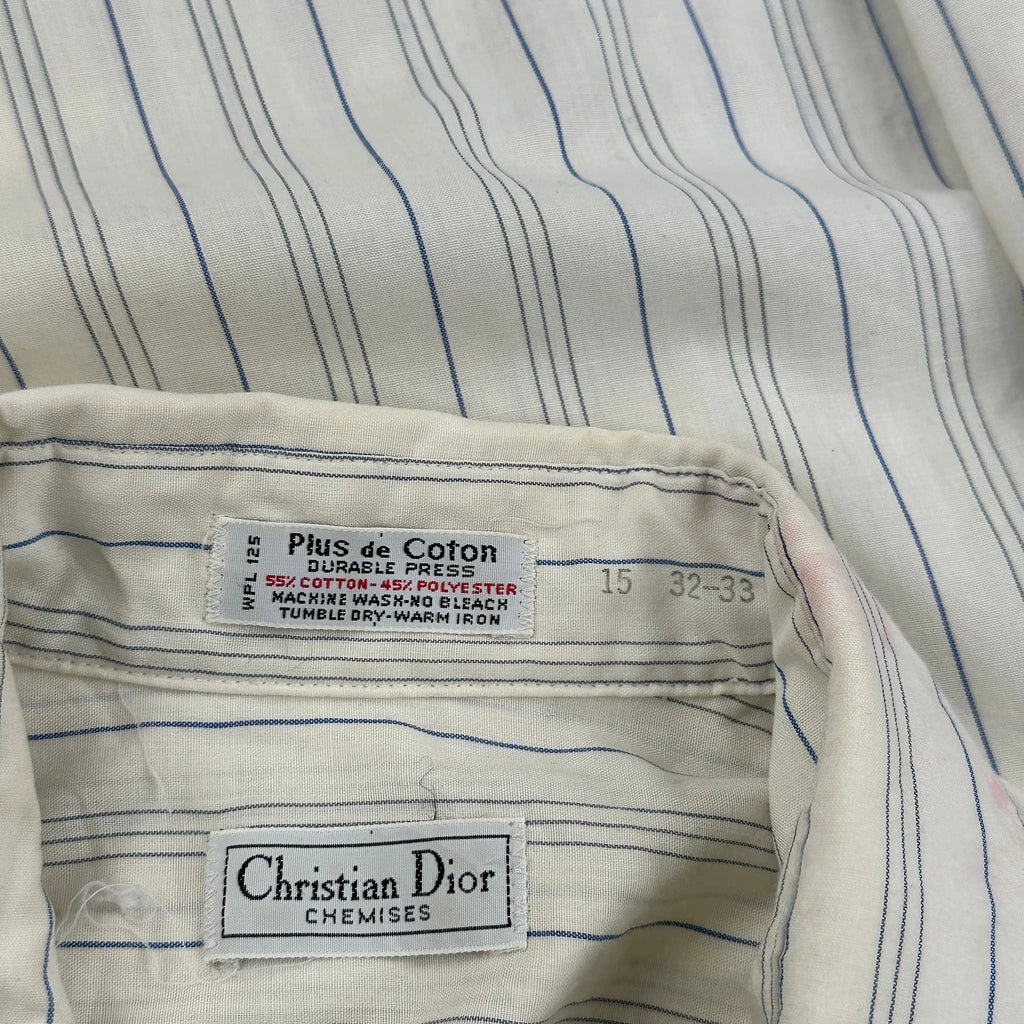 WPL 125
Plus de Coton
DURABLE PRESS
55% COTTON-45% POLYESTER
MACHINE WASH-NO BLEACH
TUMBLE DRY-WARM IRON
15 32-33
Christian Dior
CHEMISES